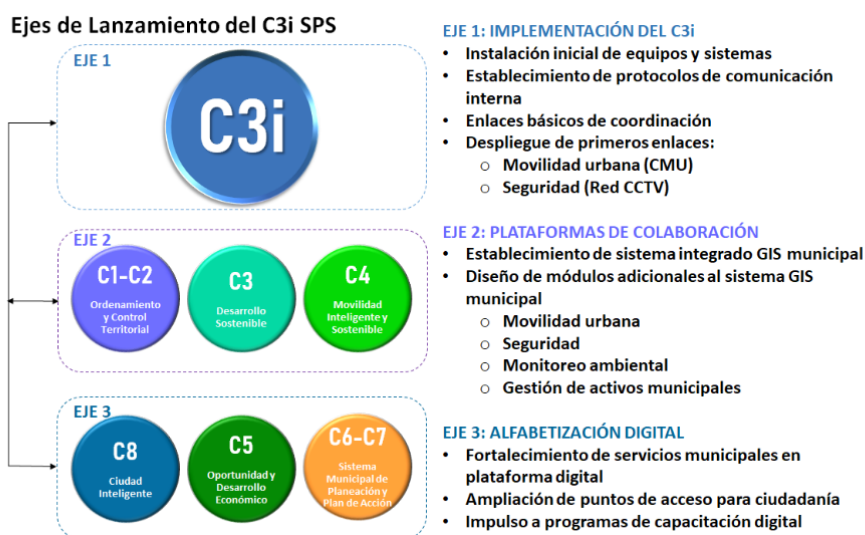 Ejes de Lanzamiento del C3i SPS
EJE 1
C3i
EJE 2
C1-C2
Ordenamiento
y Control
Territorial
C3
Desarrollo
Sostenible
C4
Movilidad
Inteligente y
Sostenible
EJE 3
C8
Ciudad
Inteligente
C5
Oportunidad y
Desarrollo
Económico
C6-C7
Sistema
Municipal de
Planeación y
Plan de Acción
EJE 1: IMPLEMENTACIÓN DEL C3i
• Instalación inicial de equipos y sistemas
• Establecimiento de protocolos de comunicación
interna
• Enlaces básicos de coordinación
• Despliegue de primeros enlaces:
o Movilidad urbana (CMU)
o Seguridad (Red CCTV)
EJE 2: PLATAFORMAS DE COLABORACIÓN
• Establecimiento de sistema integrado GIS municipal
• Diseño de módulos adicionales al sistema GIS
municipal
o Movilidad urbana
o Seguridad
o Monitoreo ambiental
o Gestión de activos municipales
EJE 3: ALFABETIZACIÓN DIGITAL
• Fortalecimiento de servicios municipales en
plataforma digital
• Ampliación de puntos de acceso para ciudadanía
• Impulso a programas de capacitación digital